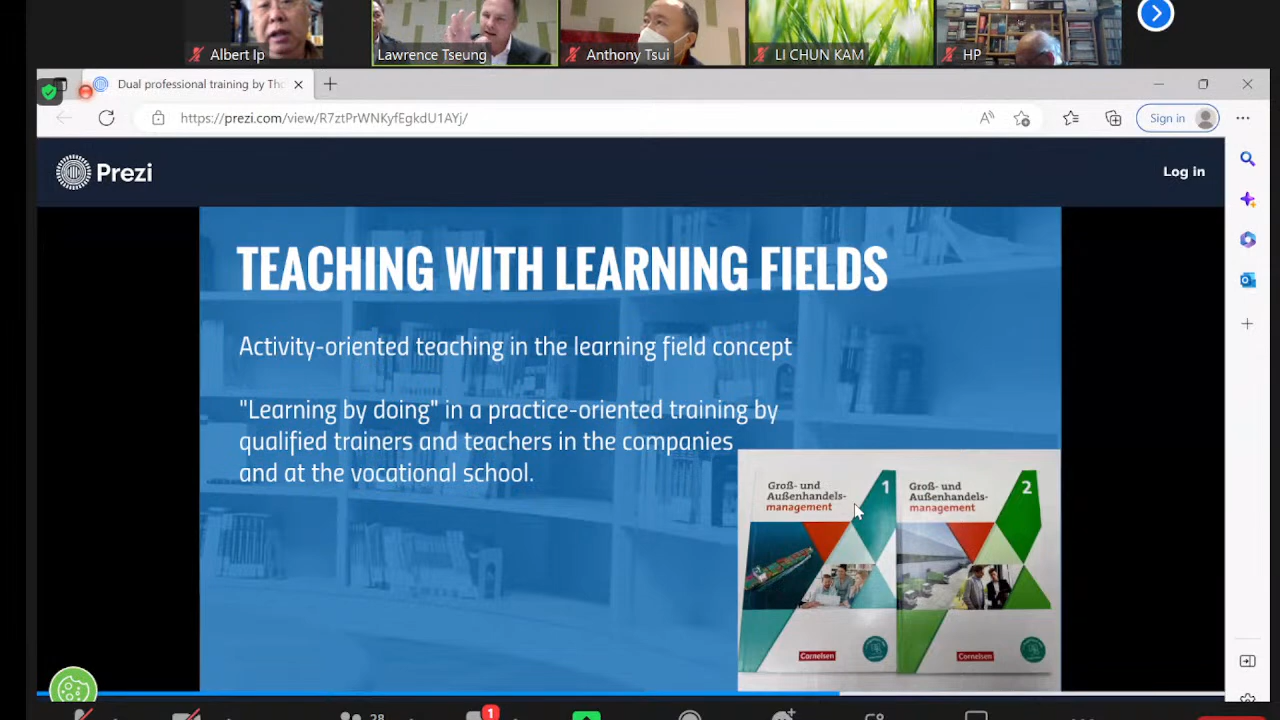 Albert Ip
Lawrence Tseung
Anthony Tsui
LI CHUN KAM
HP
Dual professional training by Tho
https://prezi.com/view/R7ztPrWNKyfEgkdU1AYj/
Sign in
Prezi
Log in
TEACHING WITH LEARNING FIELDS
Activity-oriented teaching in the learning field concept
"Learning by doing" in a practice-oriented training by
qualified trainers and teachers in the companies
and at the vocational school.
Groß- und
Außenhandels-
management
1
Cornelsen
Groß- und
Außenhandels-
management
2
Cornelsen
28
1